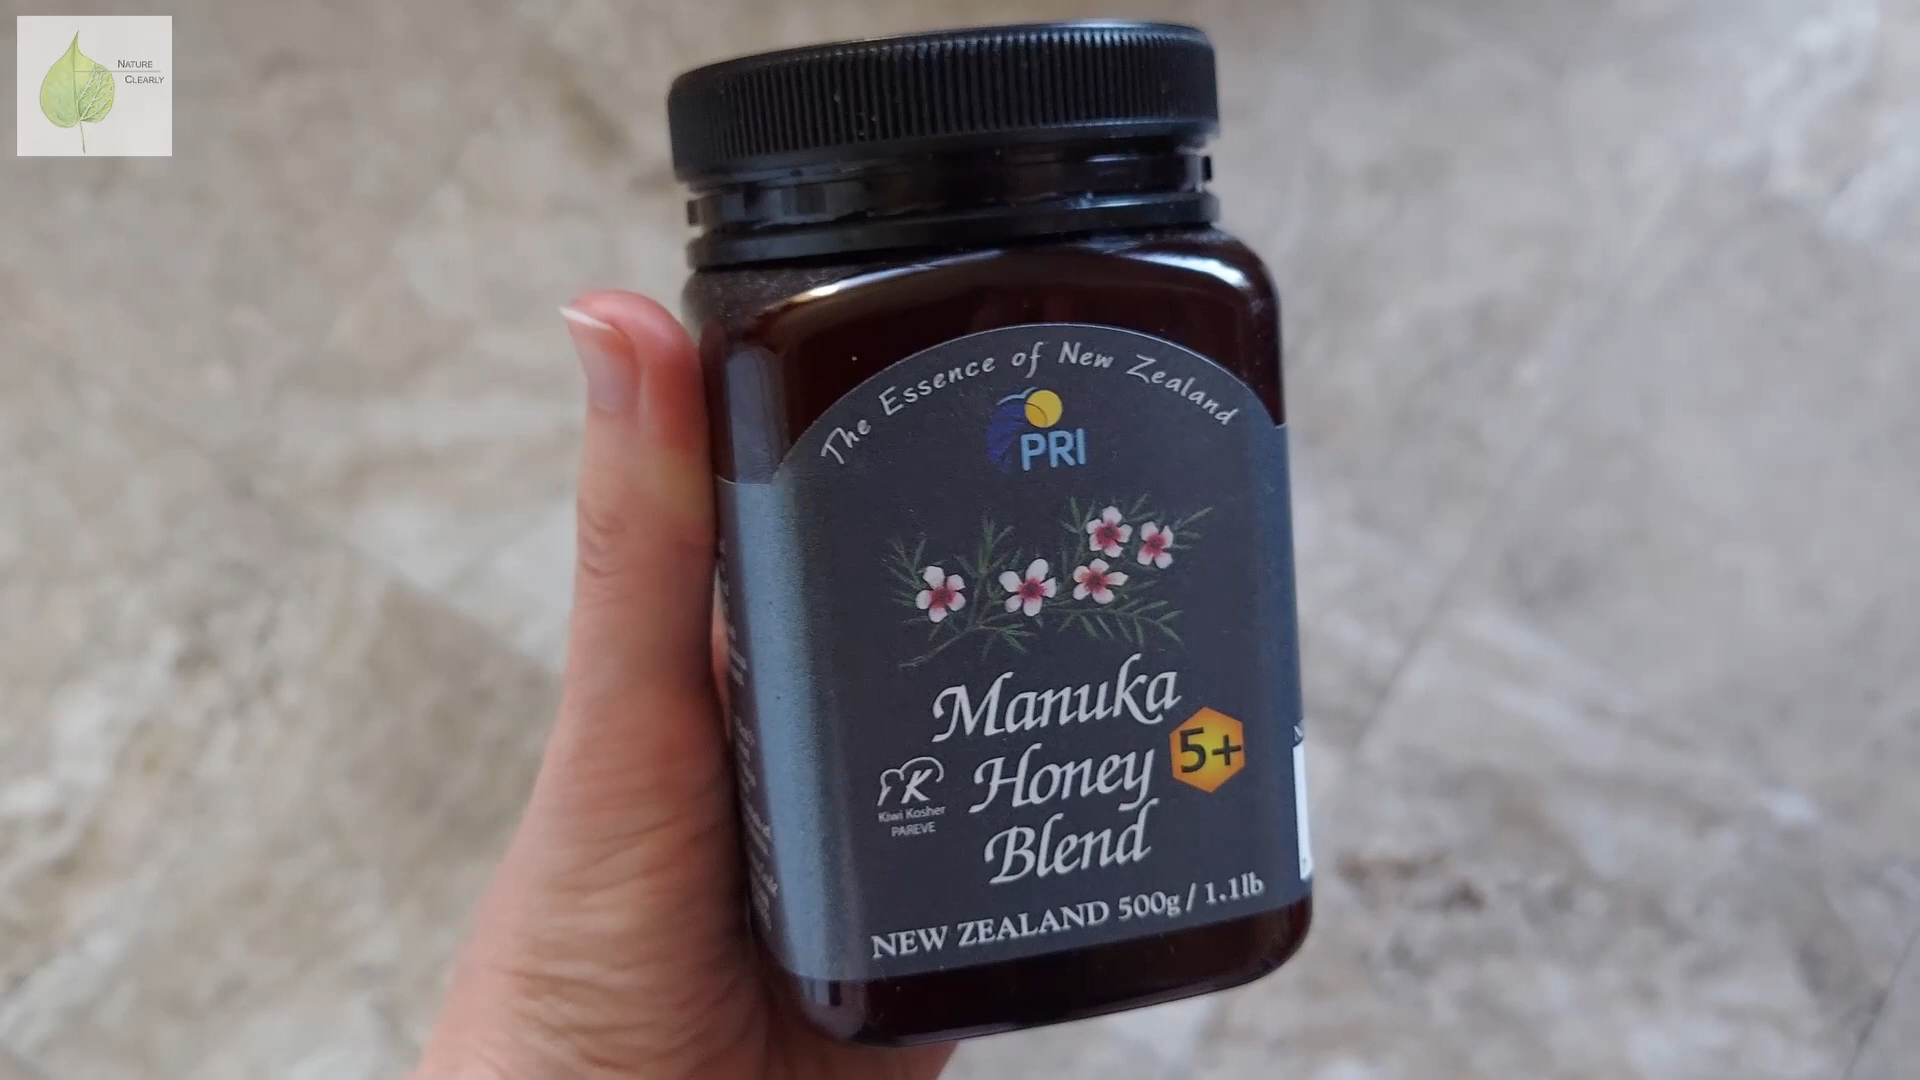 NATURE
CLEARLY
The Essence of New Zealand
PRI
Manuka
Honey
5+
Blend
K
Kiwi Kosher
PAREVE
NEW ZEALAND 500g / 1.1lb